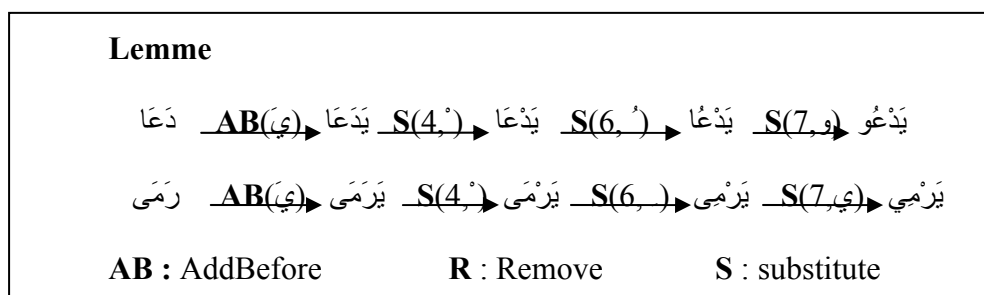 Lemme
دَعَا AB(يَ) يَدَعَا S(4,ْ) يَدْعَا S(6,ُ) يَدْعُا S(7,و) يَدْعُو
رَمَى AB(يَ) يَرَمَى S(4,ْ) يَرْمَى S(6,ِ) يَرْمِى S(7,ي) يَرْمِي
AB : AddBefore R : Remove S : substitute